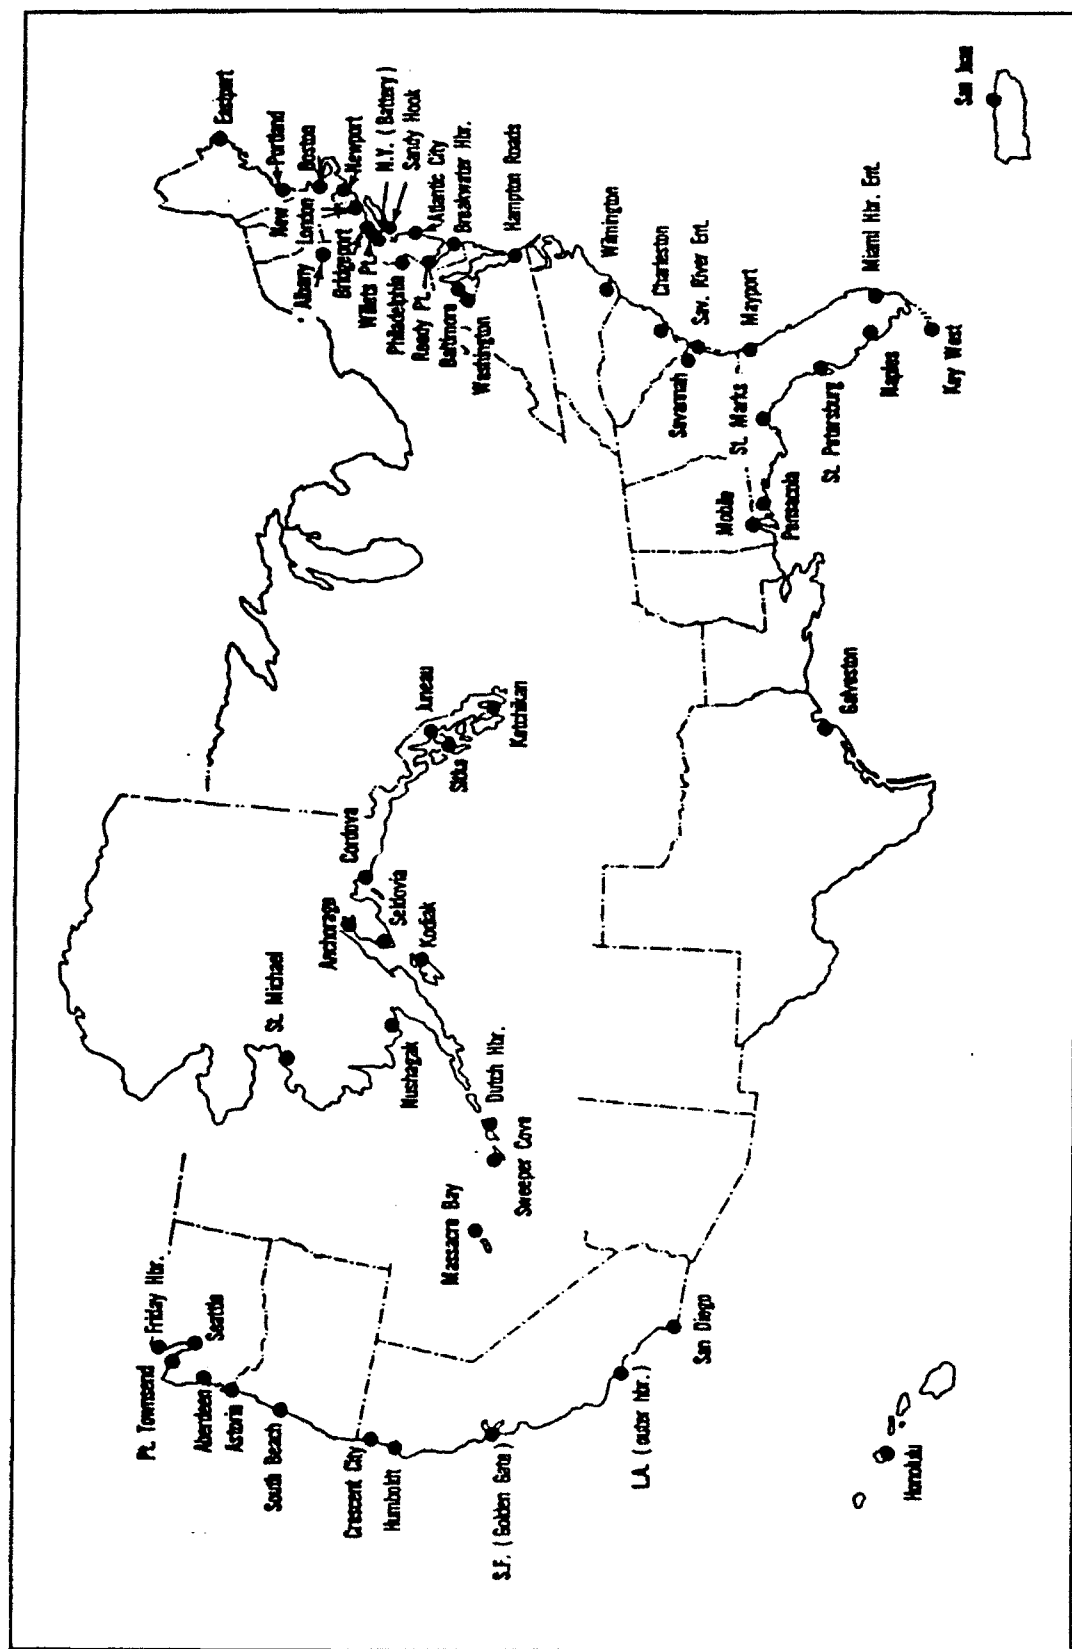 Eastport
Portland
New
London
Boston
Newport
N.Y. (Battery)
Sandy Hook
Atlantic City
Breakwater Hbr.
Hampton Roads
Albany
Bridgeport
Willets Pt.
Philadelphia
Ready Pt.
Baltimore
Washington
Wilmington
Charleston
Sav. River Ent.
Savannah
Mayport
St. Marks
Miami Hbr. Ent.
Naples
Key West
St. Petersburg
Mobile
Pensacola
Galveston
San Juan
Juneau
Sitka
Ketchikan
Cordova
Anchorage
Seldovia
Kodiak
St. Michael
Nushagak
Dutch Hbr.
Sweeper Cove
Massacre Bay
Friday Hbr.
Seattle
Pt. Townsend
Aberdeen
Astoria
South Beach
Crescent City
Humboldt
S.F. (Golden Gate)
L.A. (outer hbr.)
San Diego
Honolulu